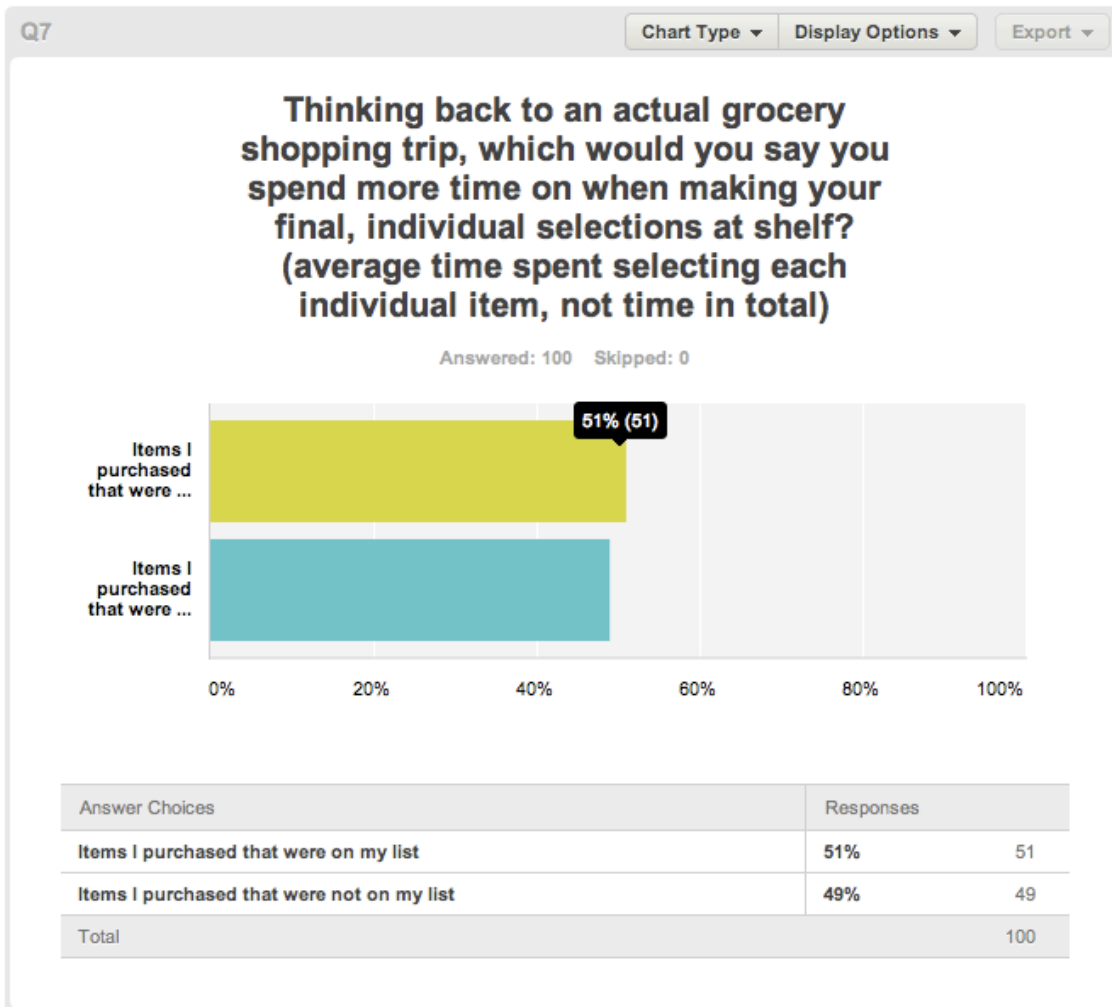 Q7
Chart Type Display Options Export
Thinking back to an actual grocery
shopping trip, which would you say you
spend more time on when making your
final, individual selections at shelf?
(average time spent selecting each
individual item, not time in total)
Answered: 100 Skipped: 0
51% (51)
Items I
purchased
that were ...
Items I
purchased
that were ...
0% 20% 40% 60% 80% 100%
Answer Choices Responses
Items I purchased that were on my list 51% 51
Items I purchased that were not on my list 49% 49
Total 100